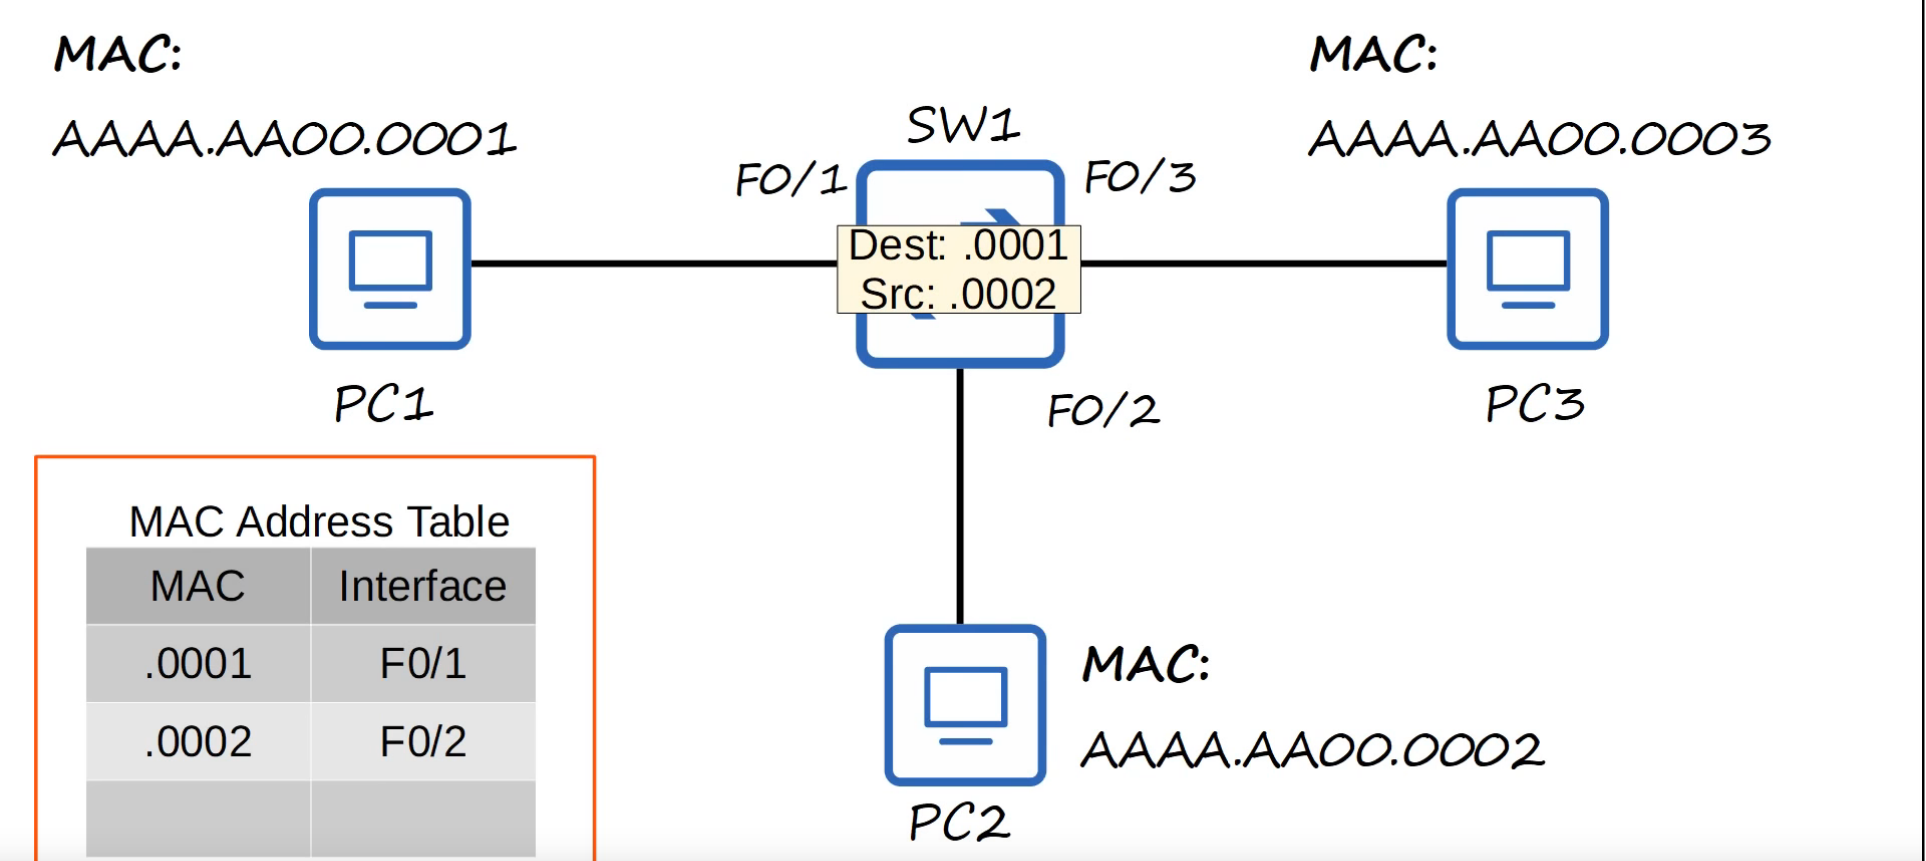 MAC:
AAAA.AA00.0001
MAC:
AAAA.AA00.0003
SW1
F0/1
F0/3
Dest: .0001
Src: .0002
PC1
F0/2
PC3
MAC Address Table
MAC Interface
.0001 F0/1
.0002 F0/2
MAC:
AAAA.AA00.0002
PC2